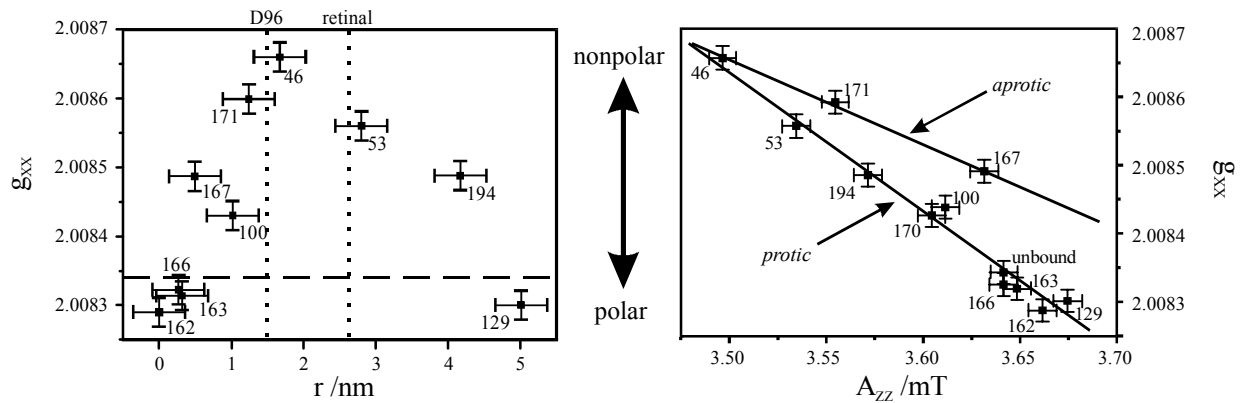 D96 retinal
2.0087
2.0086
2.0085
2.0084
2.0083
g_XX
46
171
53
167
194
100
166
163
162
129
0 1 2 3 4 5
r /nm
nonpolar
polar
2.0087
2.0086
2.0085
2.0084
2.0083
g_XX
46
171
aprotic
53
167
194
100
170
protic
unbound
163
166
129
162
3.50 3.55 3.60 3.65 3.70
A_ZZ /mT